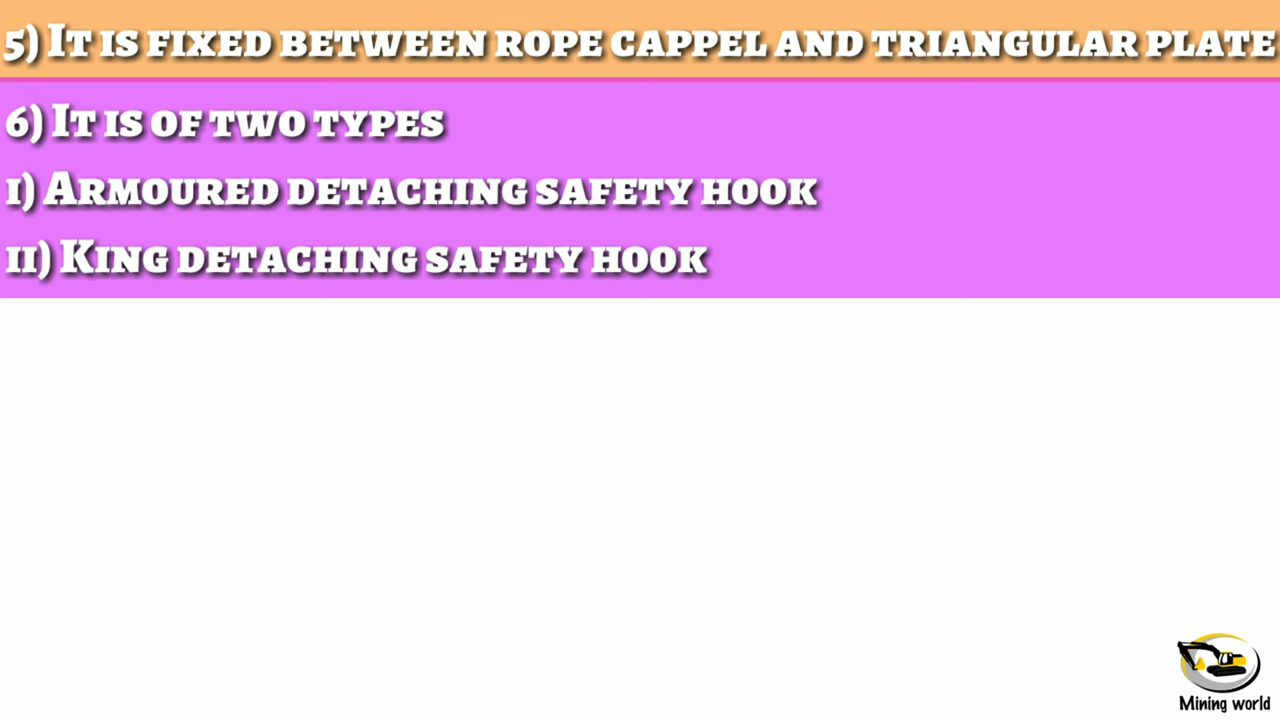 5) It is fixed between rope cappel and triangular plate
6) It is of two types
i) Armoured detaching safety hook
ii) King detaching safety hook
Mining world